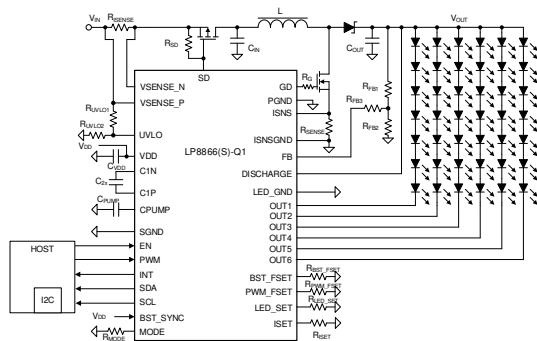 VIN
RISENSE
L
VOUT
RSD
CIN
COUT
SD
RG
RFB1
VSENSE_N
GD
VSENSE_P
PGND
RFB3
RUVLO1
ISNS
RSENSE
RUVLO2
UVLO
ISNSGND
RFB2
VDD
LP8866(S)-Q1
VDD
FB
CVDD
C1N
DISCHARGE
C2x
C1P
LED_GND
CPUMP
CPUMP
OUT1
OUT2
SGND
OUT3
HOST
EN
OUT4
PWM
OUT5
INT
OUT6
SDA
BST_FSET
RBST_FSET
I2C
SCL
PWM_FSET
RPWM_FSET
VDD
BST_SYNC
LED_SET
RLED_SET
RMODE
MODE
ISET
RISET